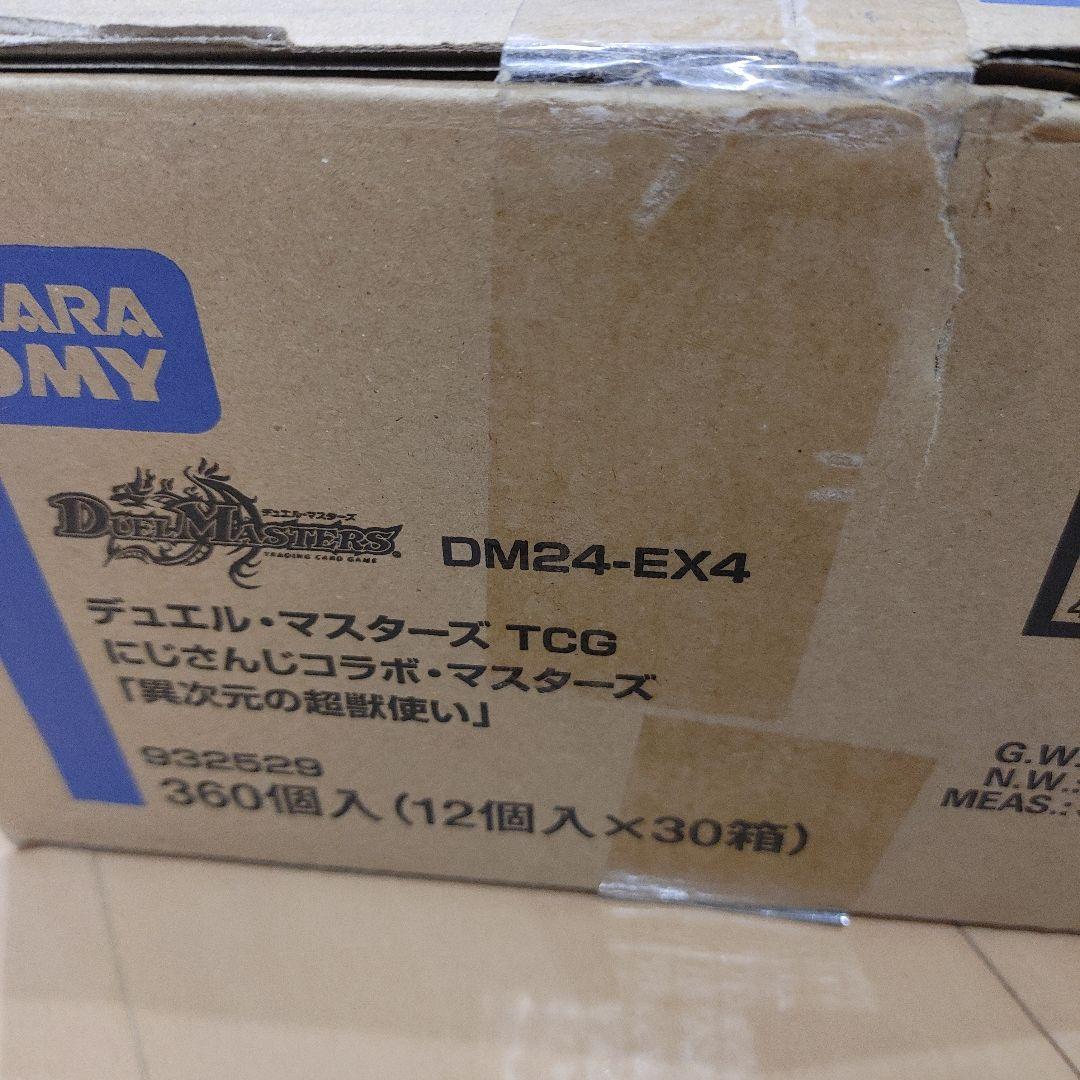 ARA
OMY
デュエル・マスターズ
DUEL MASTERS
TRADING CARD GAME
DM24-EX4
デュエル・マスターズ TCG
にじさんじコラボ・マスターズ
「異次元の超獣使い」
932529
360個入(12個入×30箱)
G.W.
N.W.:
MEAS.: